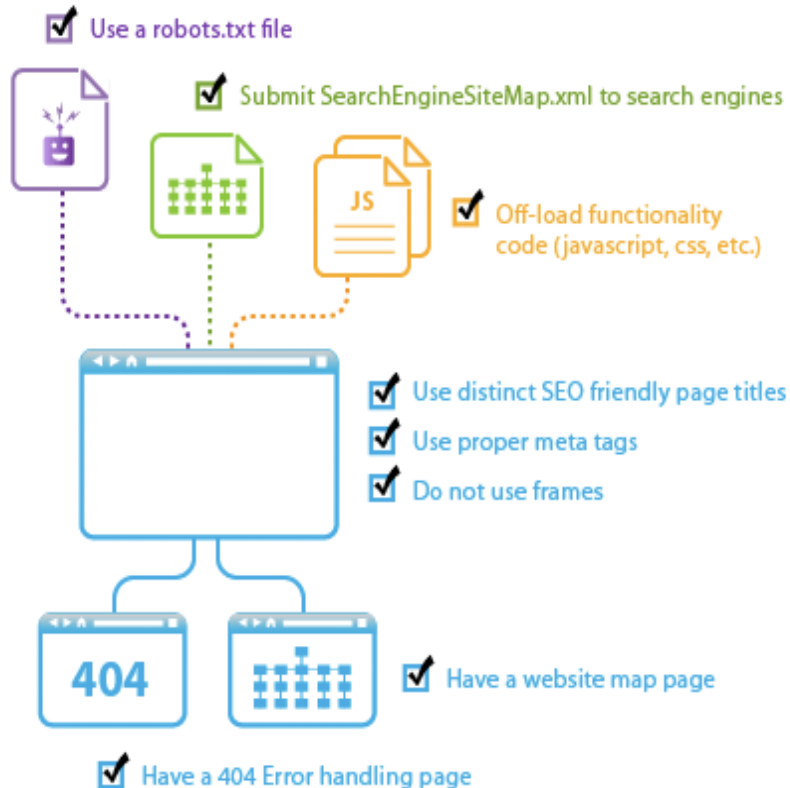 Use a robots.txt file
Submit SearchEngineSiteMap.xml to search engines
JS
Off-load functionality
code (javascript, css, etc.)
Use distinct SEO friendly page titles
Use proper meta tags
Do not use frames
404
Have a website map page
Have a 404 Error handling page